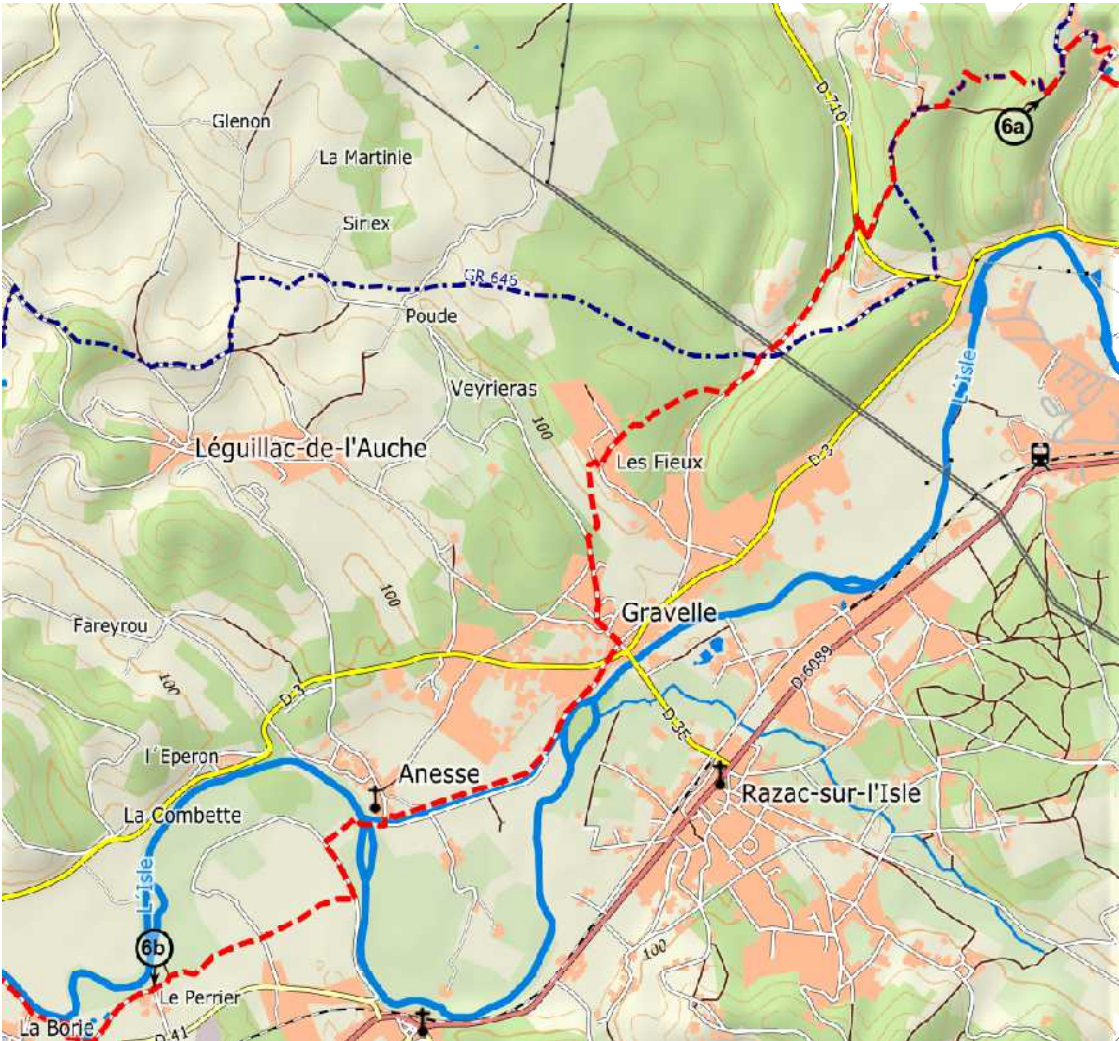 D 710
6a
Glenon
La Martinie
Siriex
GR 646
Poude
L'Isle
Veyrieras
100
Léguillac-de-l'Auche
Les Fieux
D 3
100
Gravelle
Fareyrou
100
D 6089
D 3
D 35
l'Eperon
Anesse
La Combette
Razac-sur-l'Isle
L'Isle
6b
100
Le Perrier
La Borie
D 41